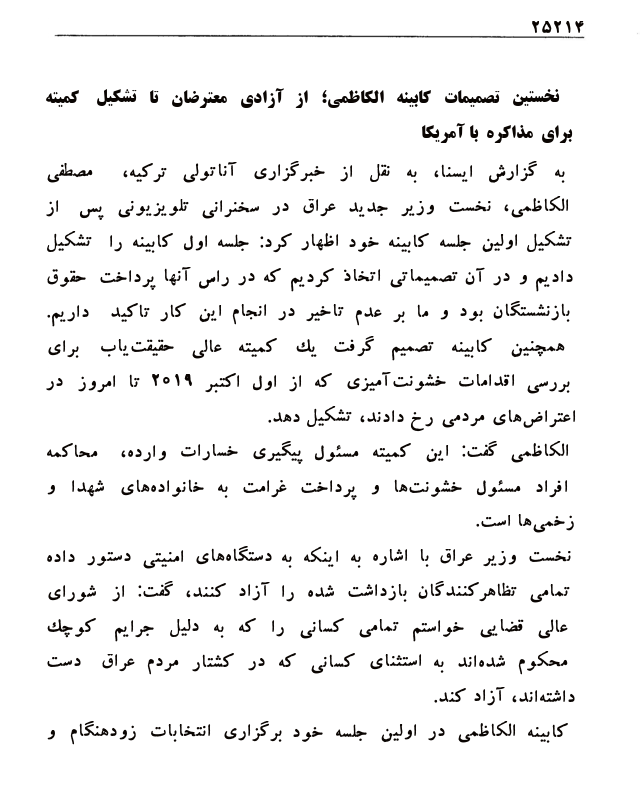 ۲۵۲۱۴
نخستین تصمیمات کابینه الکاظمی؛ از آزادی معترضان تا تشکیل کمیته
برای مذاکره با آمریکا
به گزارش ایسنا، به نقل از خبرگزاری آناتولی ترکیه، مصطفی
الکاظمی، نخست وزیر جدید عراق در سخنرانی تلویزیونی پس از
تشکیل اولین جلسه کابینه خود اظهار کرد: جلسه اول کابینه را تشکیل
دادیم و در آن تصمیماتی اتخاذ کردیم که در راس آنها پرداخت حقوق
بازنشستگان بود و ما بر عدم تاخیر در انجام این کار تاکید داریم.
همچنین کابینه تصمیم گرفت یك کمیته عالی حقیقت‌یاب برای
بررسی اقدامات خشونت‌آمیزی که از اول اکتبر ۲۰۱۹ تا امروز در
اعتراض‌های مردمی رخ دادند، تشکیل دهد.
الکاظمی گفت: این کمیته مسئول پیگیری خسارات وارده، محاکمه
افراد مسئول خشونت‌ها و پرداخت غرامت به خانواده‌های شهدا و
زخمی‌ها است.
نخست وزیر عراق با اشاره به اینکه به دستگاه‌های امنیتی دستور داده
تمامی تظاهرکنندگان بازداشت شده را آزاد کنند، گفت: از شورای
عالی قضایی خواستم تمامی کسانی را که به دلیل جرایم کوچك
محکوم شده‌اند به استثنای کسانی که در کشتار مردم عراق دست
داشته‌اند، آزاد کند.
کابینه الکاظمی در اولین جلسه خود برگزاری انتخابات زودهنگام و